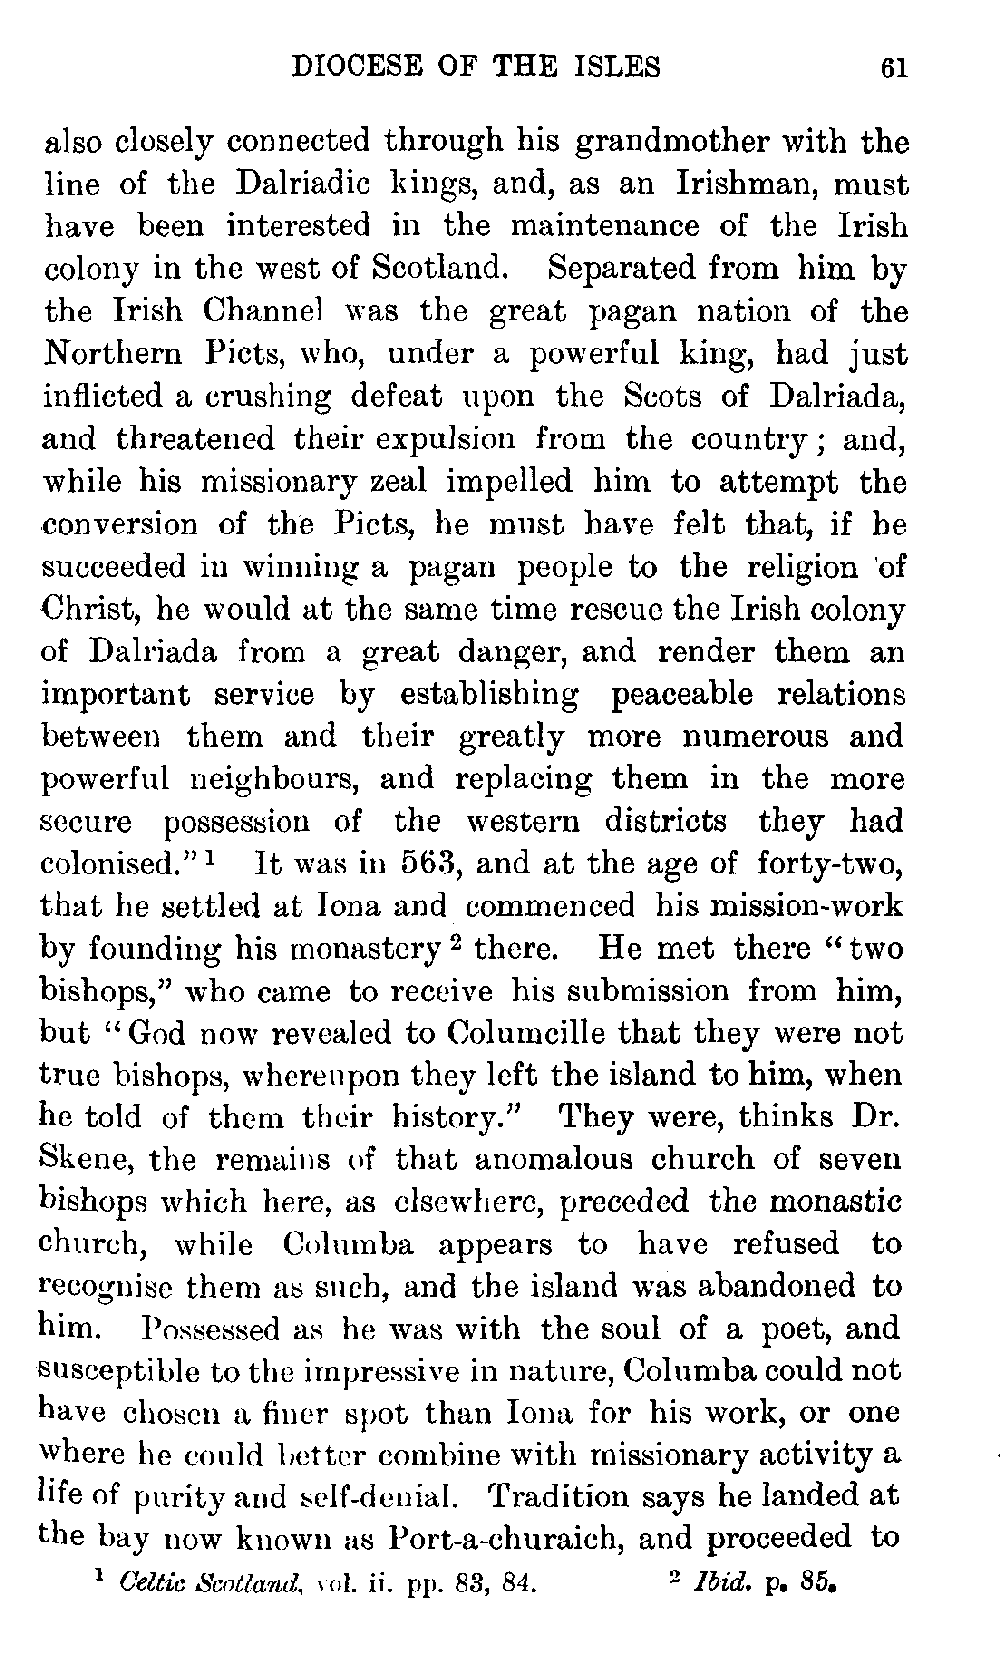 DIOCESE OF THE ISLES 61
also closely connected through his grandmother with the
line of the Dalriadic kings, and, as an Irishman, must
have been interested in the maintenance of the Irish
colony in the west of Scotland. Separated from him by
the Irish Channel was the great pagan nation of the
Northern Picts, who, under a powerful king, had just
inflicted a crushing defeat upon the Scots of Dalriada,
and threatened their expulsion from the country; and,
while his missionary zeal impelled him to attempt the
conversion of the Picts, he must have felt that, if he
succeeded in winning a pagan people to the religion of
Christ, he would at the same time rescue the Irish colony
of Dalriada from a great danger, and render them an
important service by establishing peaceable relations
between them and their greatly more numerous and
powerful neighbours, and replacing them in the more
secure possession of the western districts they had
colonised." 1 It was in 563, and at the age of forty-two,
that he settled at Iona and commenced his mission-work
by founding his monastery 2 there. He met there "two
bishops," who came to receive his submission from him,
but "God now revealed to Columcille that they were not
true bishops, whereupon they left the island to him, when
he told of them their history." They were, thinks Dr.
Skene, the remains of that anomalous church of seven
bishops which here, as elsewhere, preceded the monastic
church, while Columba appears to have refused to
recognise them as such, and the island was abandoned to
him. Possessed as he was with the soul of a poet, and
susceptible to the impressive in nature, Columba could not
have chosen a finer spot than Iona for his work, or one
where he could better combine with missionary activity a
life of purity and self-denial. Tradition says he landed at
the bay now known as Port-a-churaich, and proceeded to
1 Celtic Scotland, vol. ii. pp. 83, 84. 2 Ibid. p. 85.